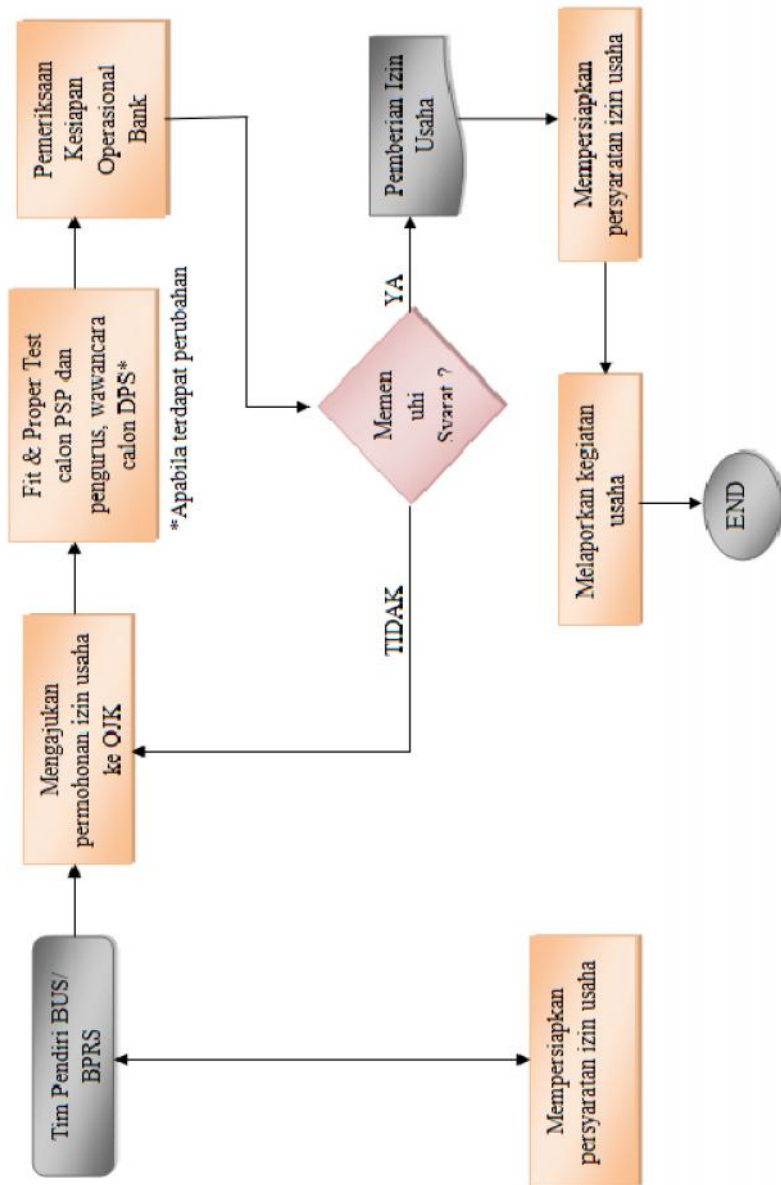 Tim Pendiri BUS/
BPRS
Mengajukan
permohonan izin usaha
ke OJK
Fit & Proper Test
calon PSP dan
pengurus, wawancara
calon DPS*
*Apabila terdapat perubahan
Pemeriksaan
Kesiapan
Operasional
Bank
TIDAK
Memen
uhi
Syarat ?
YA
Pemberian Izin
Usaha
Mempersiapkan
persyaratan izin usaha
Melaporkan kegiatan
usaha
Mempersiapkan
persyaratan izin usaha
END